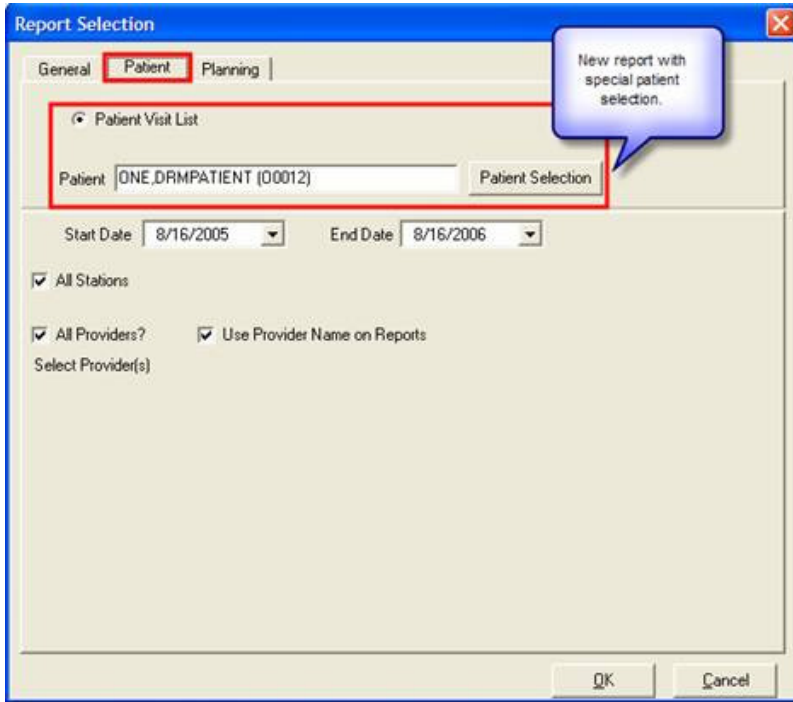 Report Selection
General Patient Planning
New report with
special patient
selection.
Patient Visit List
Patient ONE,DRMPATIENT (O0012) Patient Selection
Start Date 8/16/2005 End Date 8/16/2006
All Stations
All Providers? Use Provider Name on Reports
Select Provider(s)
OK Cancel